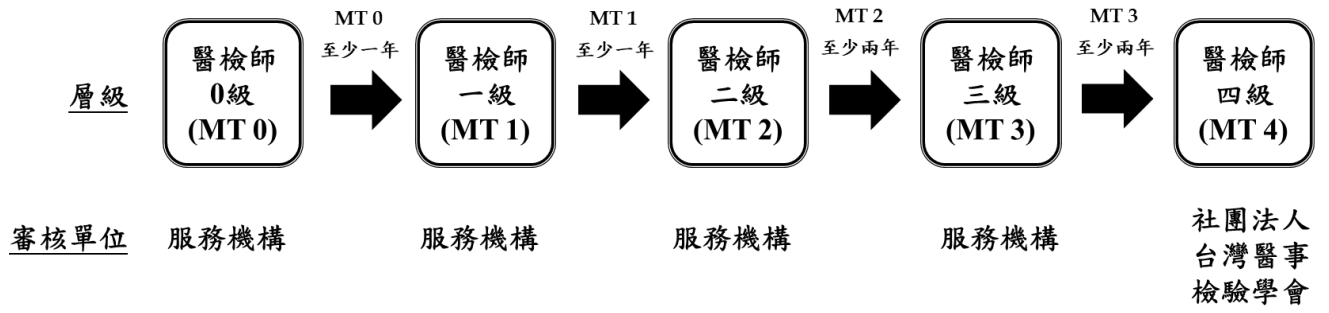 層級
醫檢師
0級
(MT 0)
MT 0
至少一年
醫檢師
一級
(MT 1)
MT 1
至少一年
醫檢師
二級
(MT 2)
MT 2
至少兩年
醫檢師
三級
(MT 3)
MT 3
至少兩年
醫檢師
四級
(MT 4)
審核單位
服務機構
服務機構
服務機構
服務機構
社團法人
台灣醫事
檢驗學會